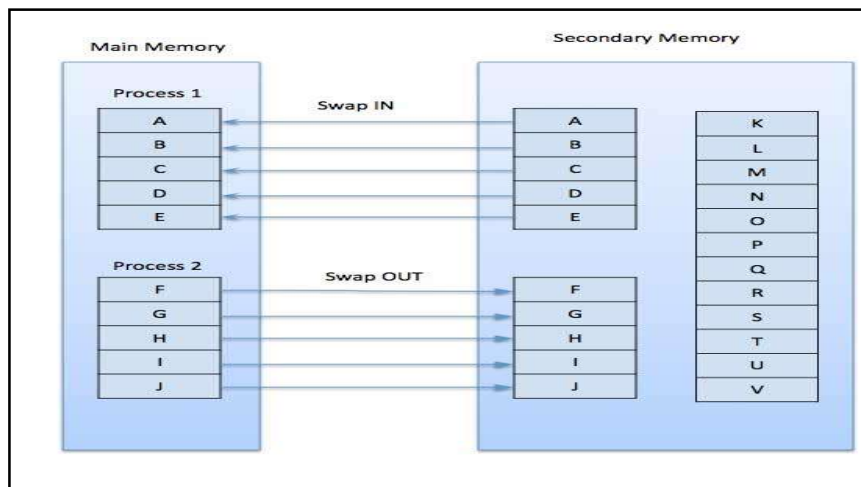 Main Memory
Secondary Memory
Process 1
Swap IN
A
B
C
D
E
Process 2
Swap OUT
F
G
H
I
J
A
B
C
D
E
F
G
H
I
J
K
L
M
N
O
P
Q
R
S
T
U
V